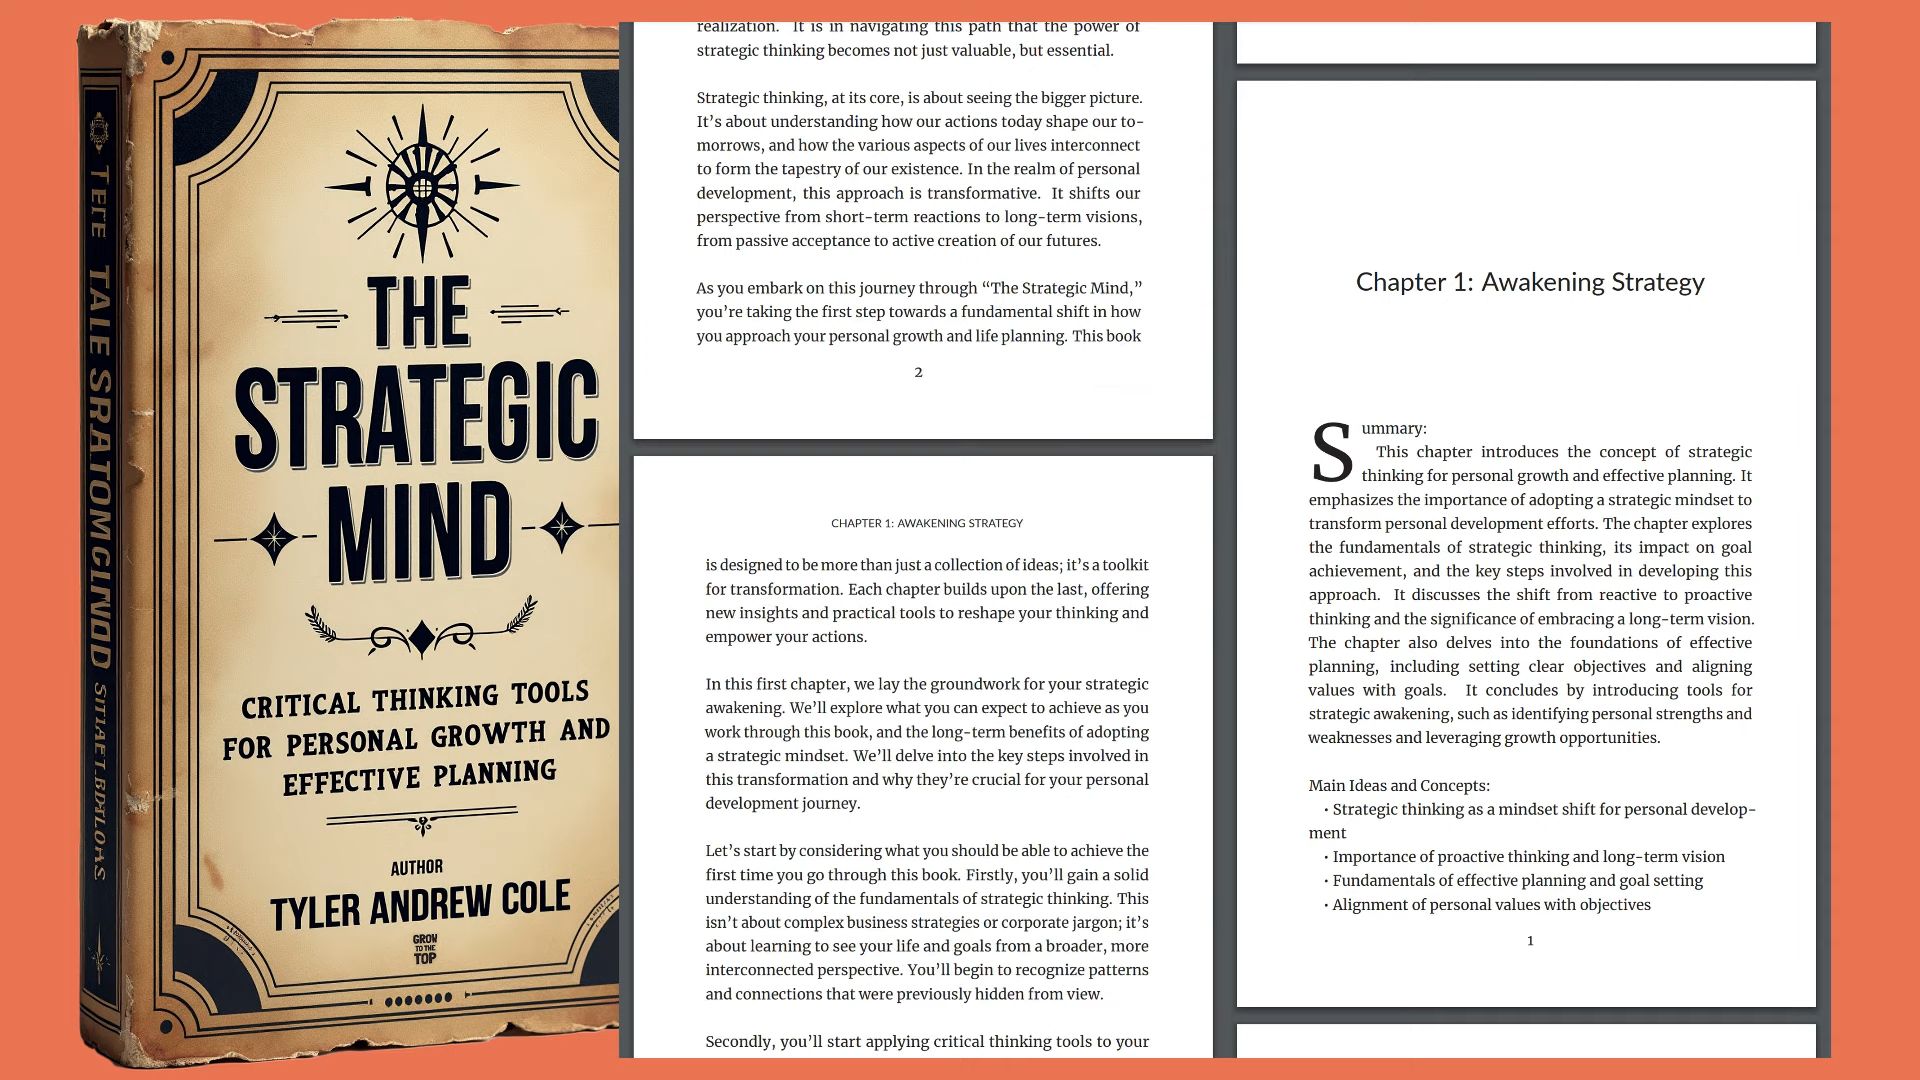 TALE SRATOMGINOD
THE
STRATEGIC
MIND
CRITICAL THINKING TOOLS
FOR PERSONAL GROWTH AND
EFFECTIVE PLANNING
AUTHOR
TYLER ANDREW COLE
GROW
TO THE
TOP
realization. It is in navigating this path that the power of
strategic thinking becomes not just valuable, but essential.
Strategic thinking, at its core, is about seeing the bigger picture.
It’s about understanding how our actions today shape our to-
morrows, and how the various aspects of our lives interconnect
to form the tapestry of our existence. In the realm of personal
development, this approach is transformative. It shifts our
perspective from short-term reactions to long-term visions,
from passive acceptance to active creation of our futures.
As you embark on this journey through “The Strategic Mind,”
you’re taking the first step towards a fundamental shift in how
you approach your personal growth and life planning. This book
2
CHAPTER 1: AWAKENING STRATEGY
is designed to be more than just a collection of ideas; it’s a toolkit
for transformation. Each chapter builds upon the last, offering
new insights and practical tools to reshape your thinking and
empower your actions.
In this first chapter, we lay the groundwork for your strategic
awakening. We’ll explore what you can expect to achieve as you
work through this book, and the long-term benefits of adopting
a strategic mindset. We’ll delve into the key steps involved in
this transformation and why they’re crucial for your personal
development journey.
Let’s start by considering what you should be able to achieve the
first time you go through this book. Firstly, you’ll gain a solid
understanding of the fundamentals of strategic thinking. This
isn’t about complex business strategies or corporate jargon; it’s
about learning to see your life and goals from a broader, more
interconnected perspective. You’ll begin to recognize patterns
and connections that were previously hidden from view.
Secondly, you’ll start applying critical thinking tools to your
Chapter 1: Awakening Strategy
Summary:
This chapter introduces the concept of strategic
thinking for personal growth and effective planning. It
emphasizes the importance of adopting a strategic mindset to
transform personal development efforts. The chapter explores
the fundamentals of strategic thinking, its impact on goal
achievement, and the key steps involved in developing this
approach. It discusses the shift from reactive to proactive
thinking and the significance of embracing a long-term vision.
The chapter also delves into the foundations of effective
planning, including setting clear objectives and aligning
values with goals. It concludes by introducing tools for
strategic awakening, such as identifying personal strengths and
weaknesses and leveraging growth opportunities.
Main Ideas and Concepts:
• Strategic thinking as a mindset shift for personal develop-
ment
• Importance of proactive thinking and long-term vision
• Fundamentals of effective planning and goal setting
• Alignment of personal values with objectives
1